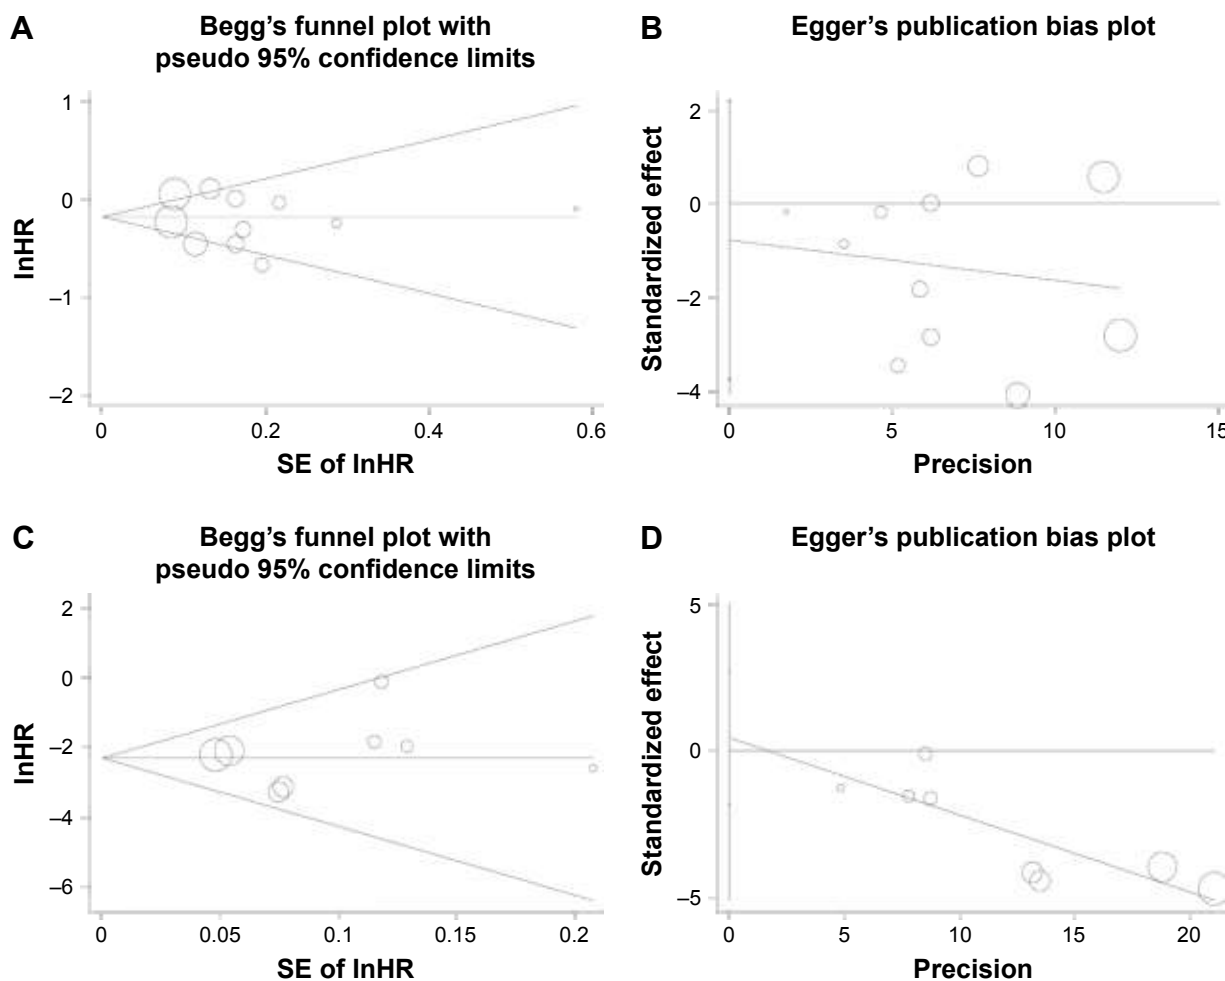 A
Begg’s funnel plot with
pseudo 95% confidence limits
1
0
–1
–2
lnHR
0
0.2
0.4
0.6
SE of lnHR
B
Egger’s publication bias plot
2
0
–2
–4
Standardized effect
0
5
10
15
Precision
C
Begg’s funnel plot with
pseudo 95% confidence limits
2
0
–2
–4
–6
lnHR
0
0.05
0.1
0.15
0.2
SE of lnHR
D
Egger’s publication bias plot
5
0
–5
Standardized effect
0
5
10
15
20
Precision